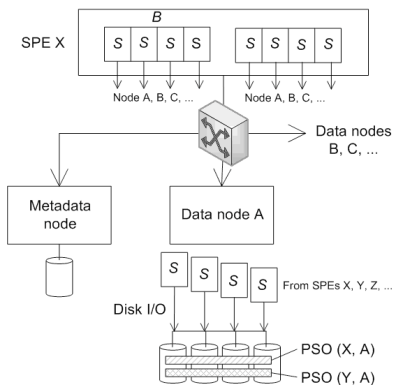 B
SPE X
S S S S S S S S
Node A, B, C, ... Node A, B, C, ...
Data nodes
B, C, ...
Metadata
node
Data node A
S S S S
From SPEs X, Y, Z, ...
Disk I/O
PSO (X, A)
PSO (Y, A)